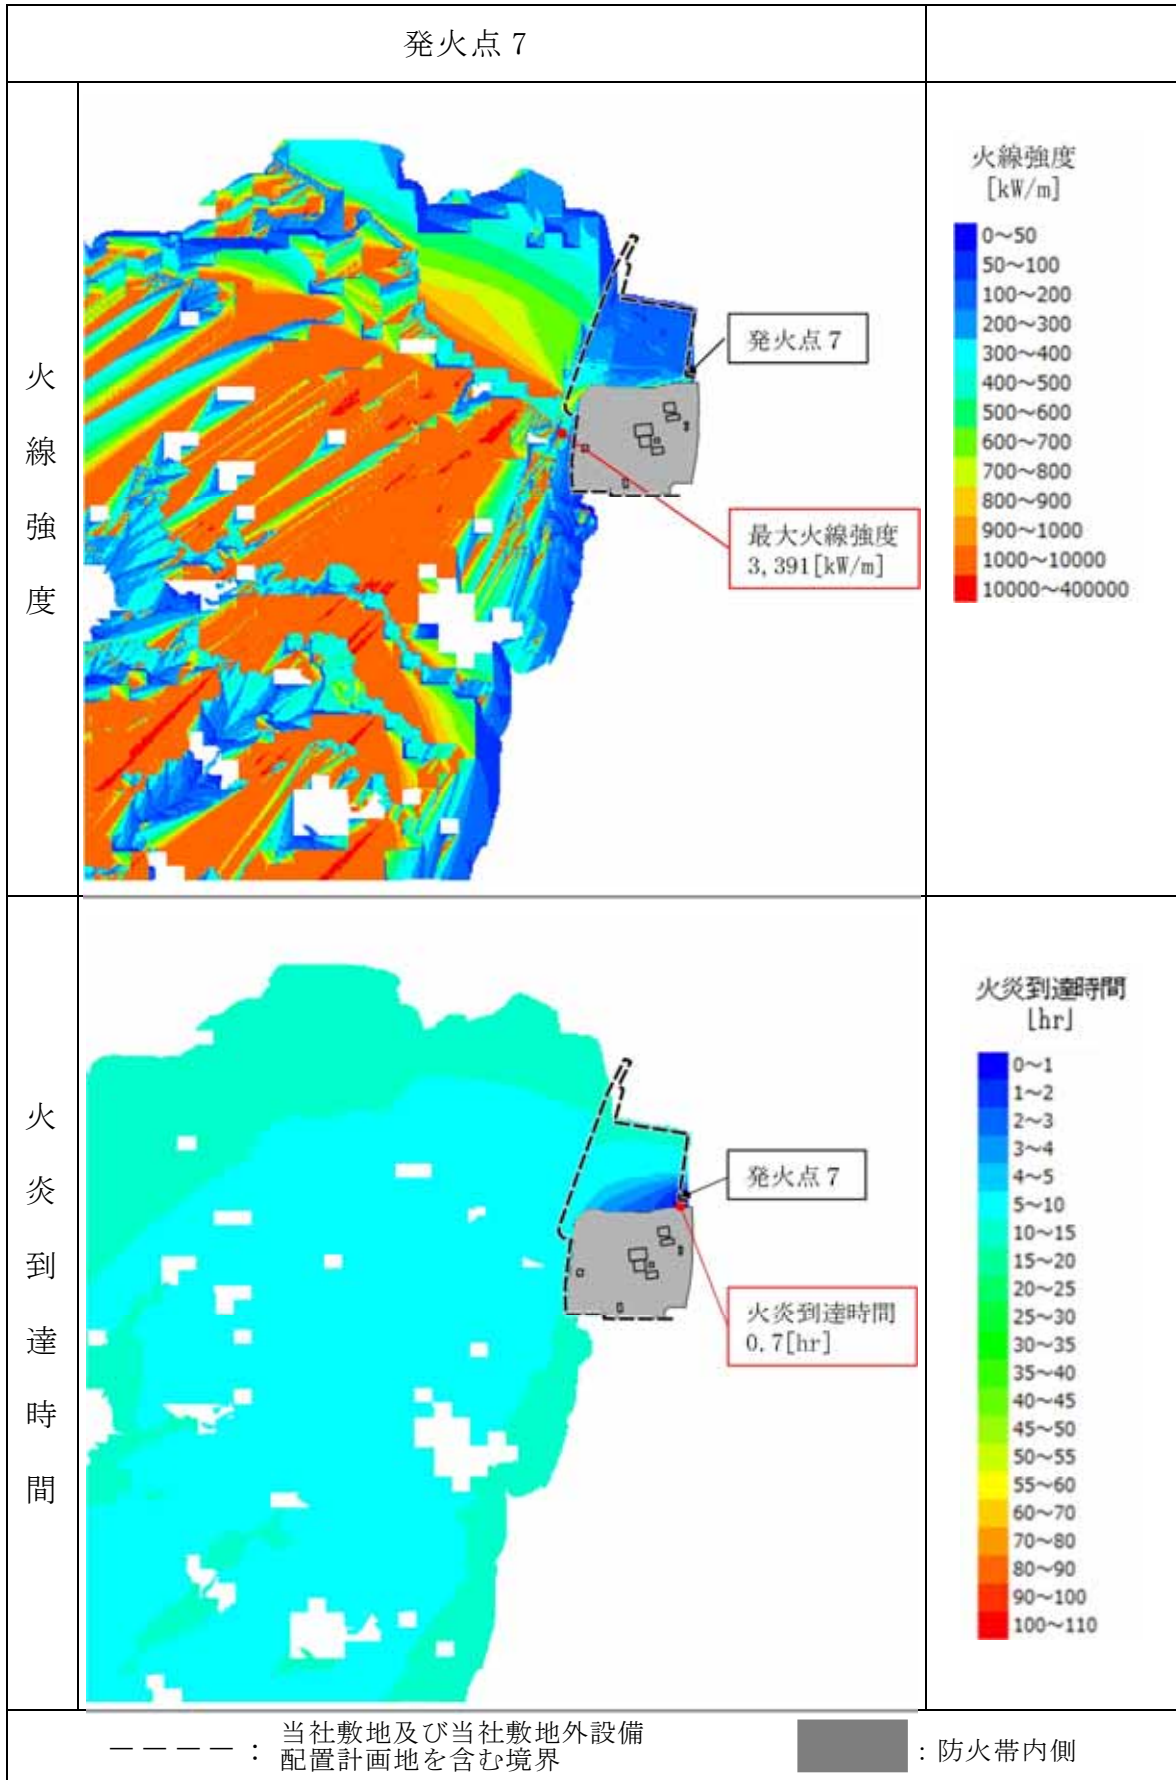 発火点 7
火線強度
火線強度
[kW/m]
0～50
50～100
100～200
200～300
300～400
400～500
500～600
600～700
700～800
800～900
900～1000
1000～10000
10000～400000
発火点 7
最大火線強度
3,391[kW/m]
火炎到達時間
火炎到達時間
[hr]
0～1
1～2
2～3
3～4
4～5
5～10
10～15
15～20
20～25
25～30
30～35
35～40
40～45
45～50
50～55
55～60
60～70
70～80
80～90
90～100
100～110
発火点 7
火炎到達時間
0.7[hr]
：当社敷地及び当社敷地外設備
配置計画地を含む境界
：防火帯内側